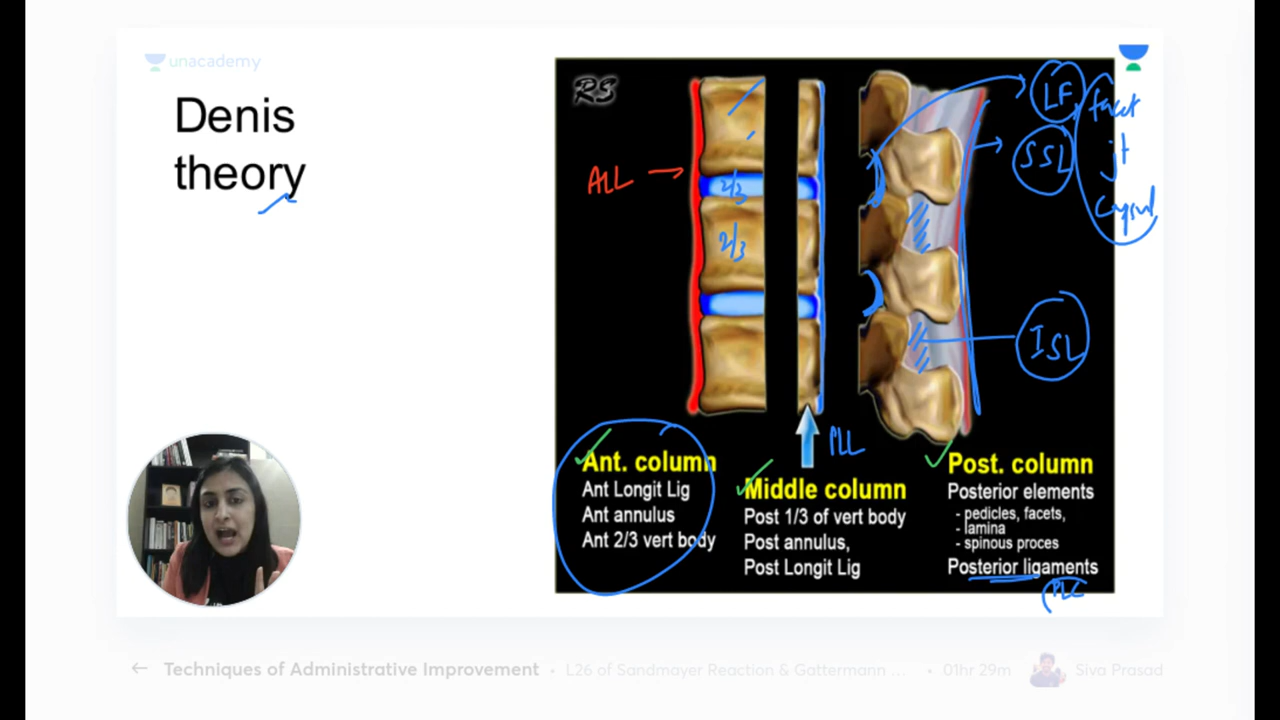 unacademy
Denis
theory
RS
ALL
2/3
2/3
LF
SSL
facet
jt
capsul
ISL
PLL
Ant. column
Ant Longit Lig
Ant annulus
Ant 2/3 vert body
Middle column
Post 1/3 of vert body
Post annulus,
Post Longit Lig
Post. column
Posterior elements
- pedicles, facets,
- lamina
- spinous proces
Posterior ligaments
PLC
← Techniques of Administrative Improvement • L26 of Sandmayer Reaction & Gattermann ... • 01hr 29m Siva Prasad